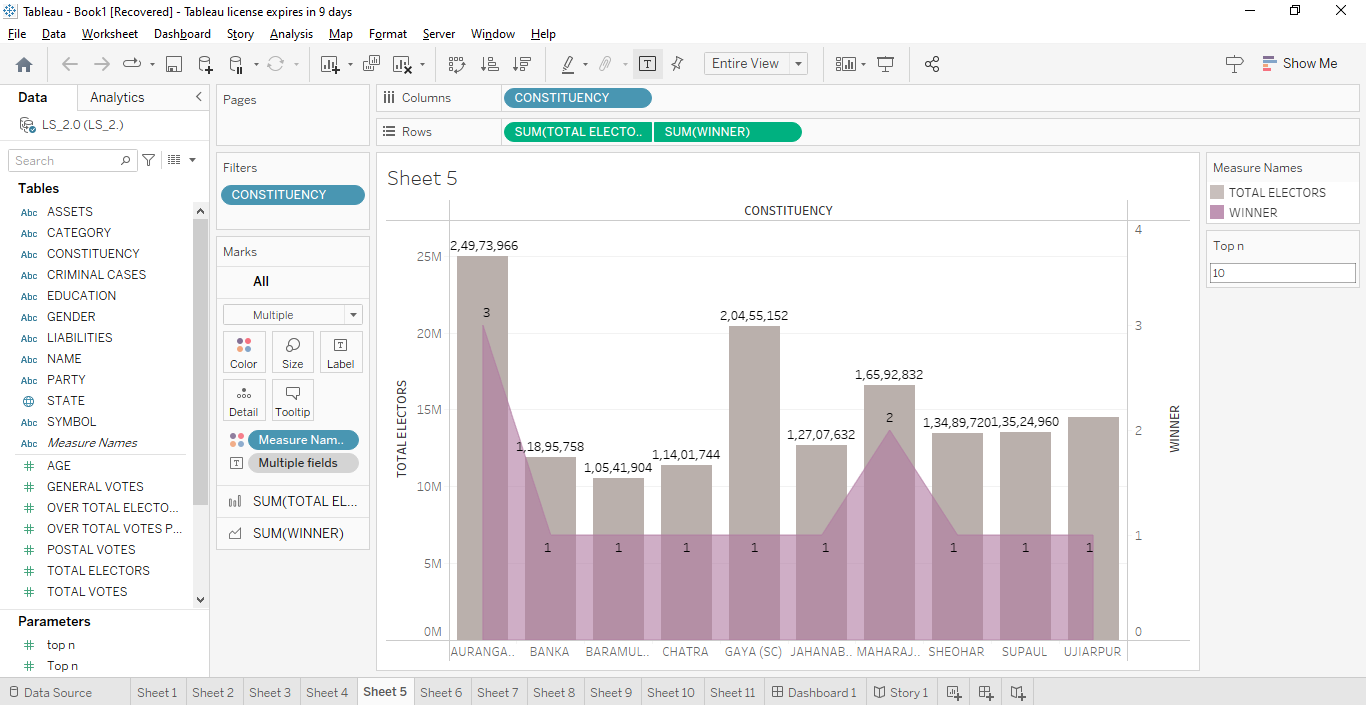 Tableau - Book1 [Recovered] - Tableau license expires in 9 days
File Data Worksheet Dashboard Story Analysis Map Format Server Window Help
Entire View
Show Me
Data Analytics
LS_2.0 (LS_2.)
Search
Tables
Abc ASSETS
Abc CATEGORY
Abc CONSTITUENCY
Abc CRIMINAL CASES
Abc EDUCATION
Abc GENDER
Abc LIABILITIES
Abc NAME
Abc PARTY
STATE
Abc SYMBOL
Abc Measure Names
# AGE
# GENERAL VOTES
# OVER TOTAL ELECTO...
# OVER TOTAL VOTES P...
# POSTAL VOTES
# TOTAL ELECTORS
# TOTAL VOTES
Parameters
# top n
# Top n
Pages
Filters
CONSTITUENCY
Marks
All
Multiple
Color Size Label
Detail Tooltip
Measure Nam..
Multiple fields
SUM(TOTAL EL...
SUM(WINNER)
Columns CONSTITUENCY
Rows SUM(TOTAL ELECTO.. SUM(WINNER)
Sheet 5
CONSTITUENCY
TOTAL ELECTORS
25M
20M
15M
10M
5M
0M
2,49,73,966
1,18,95,758
1,05,41,904
1,14,01,744
2,04,55,152
1,27,07,632
1,65,92,832
1,34,89,720
1,35,24,960
3
1
1
1
1
1
2
1
1
1
4
3
2
1
0
WINNER
AURANGA.. BANKA BARAMUL.. CHATRA GAYA (SC) JAHANAB.. MAHARAJ.. SHEOHAR SUPAUL UJIARPUR
Measure Names
TOTAL ELECTORS
WINNER
Top n
10
Data Source Sheet 1 Sheet 2 Sheet 3 Sheet 4 Sheet 5 Sheet 6 Sheet 7 Sheet 8 Sheet 9 Sheet 10 Sheet 11 Dashboard 1 Story 1